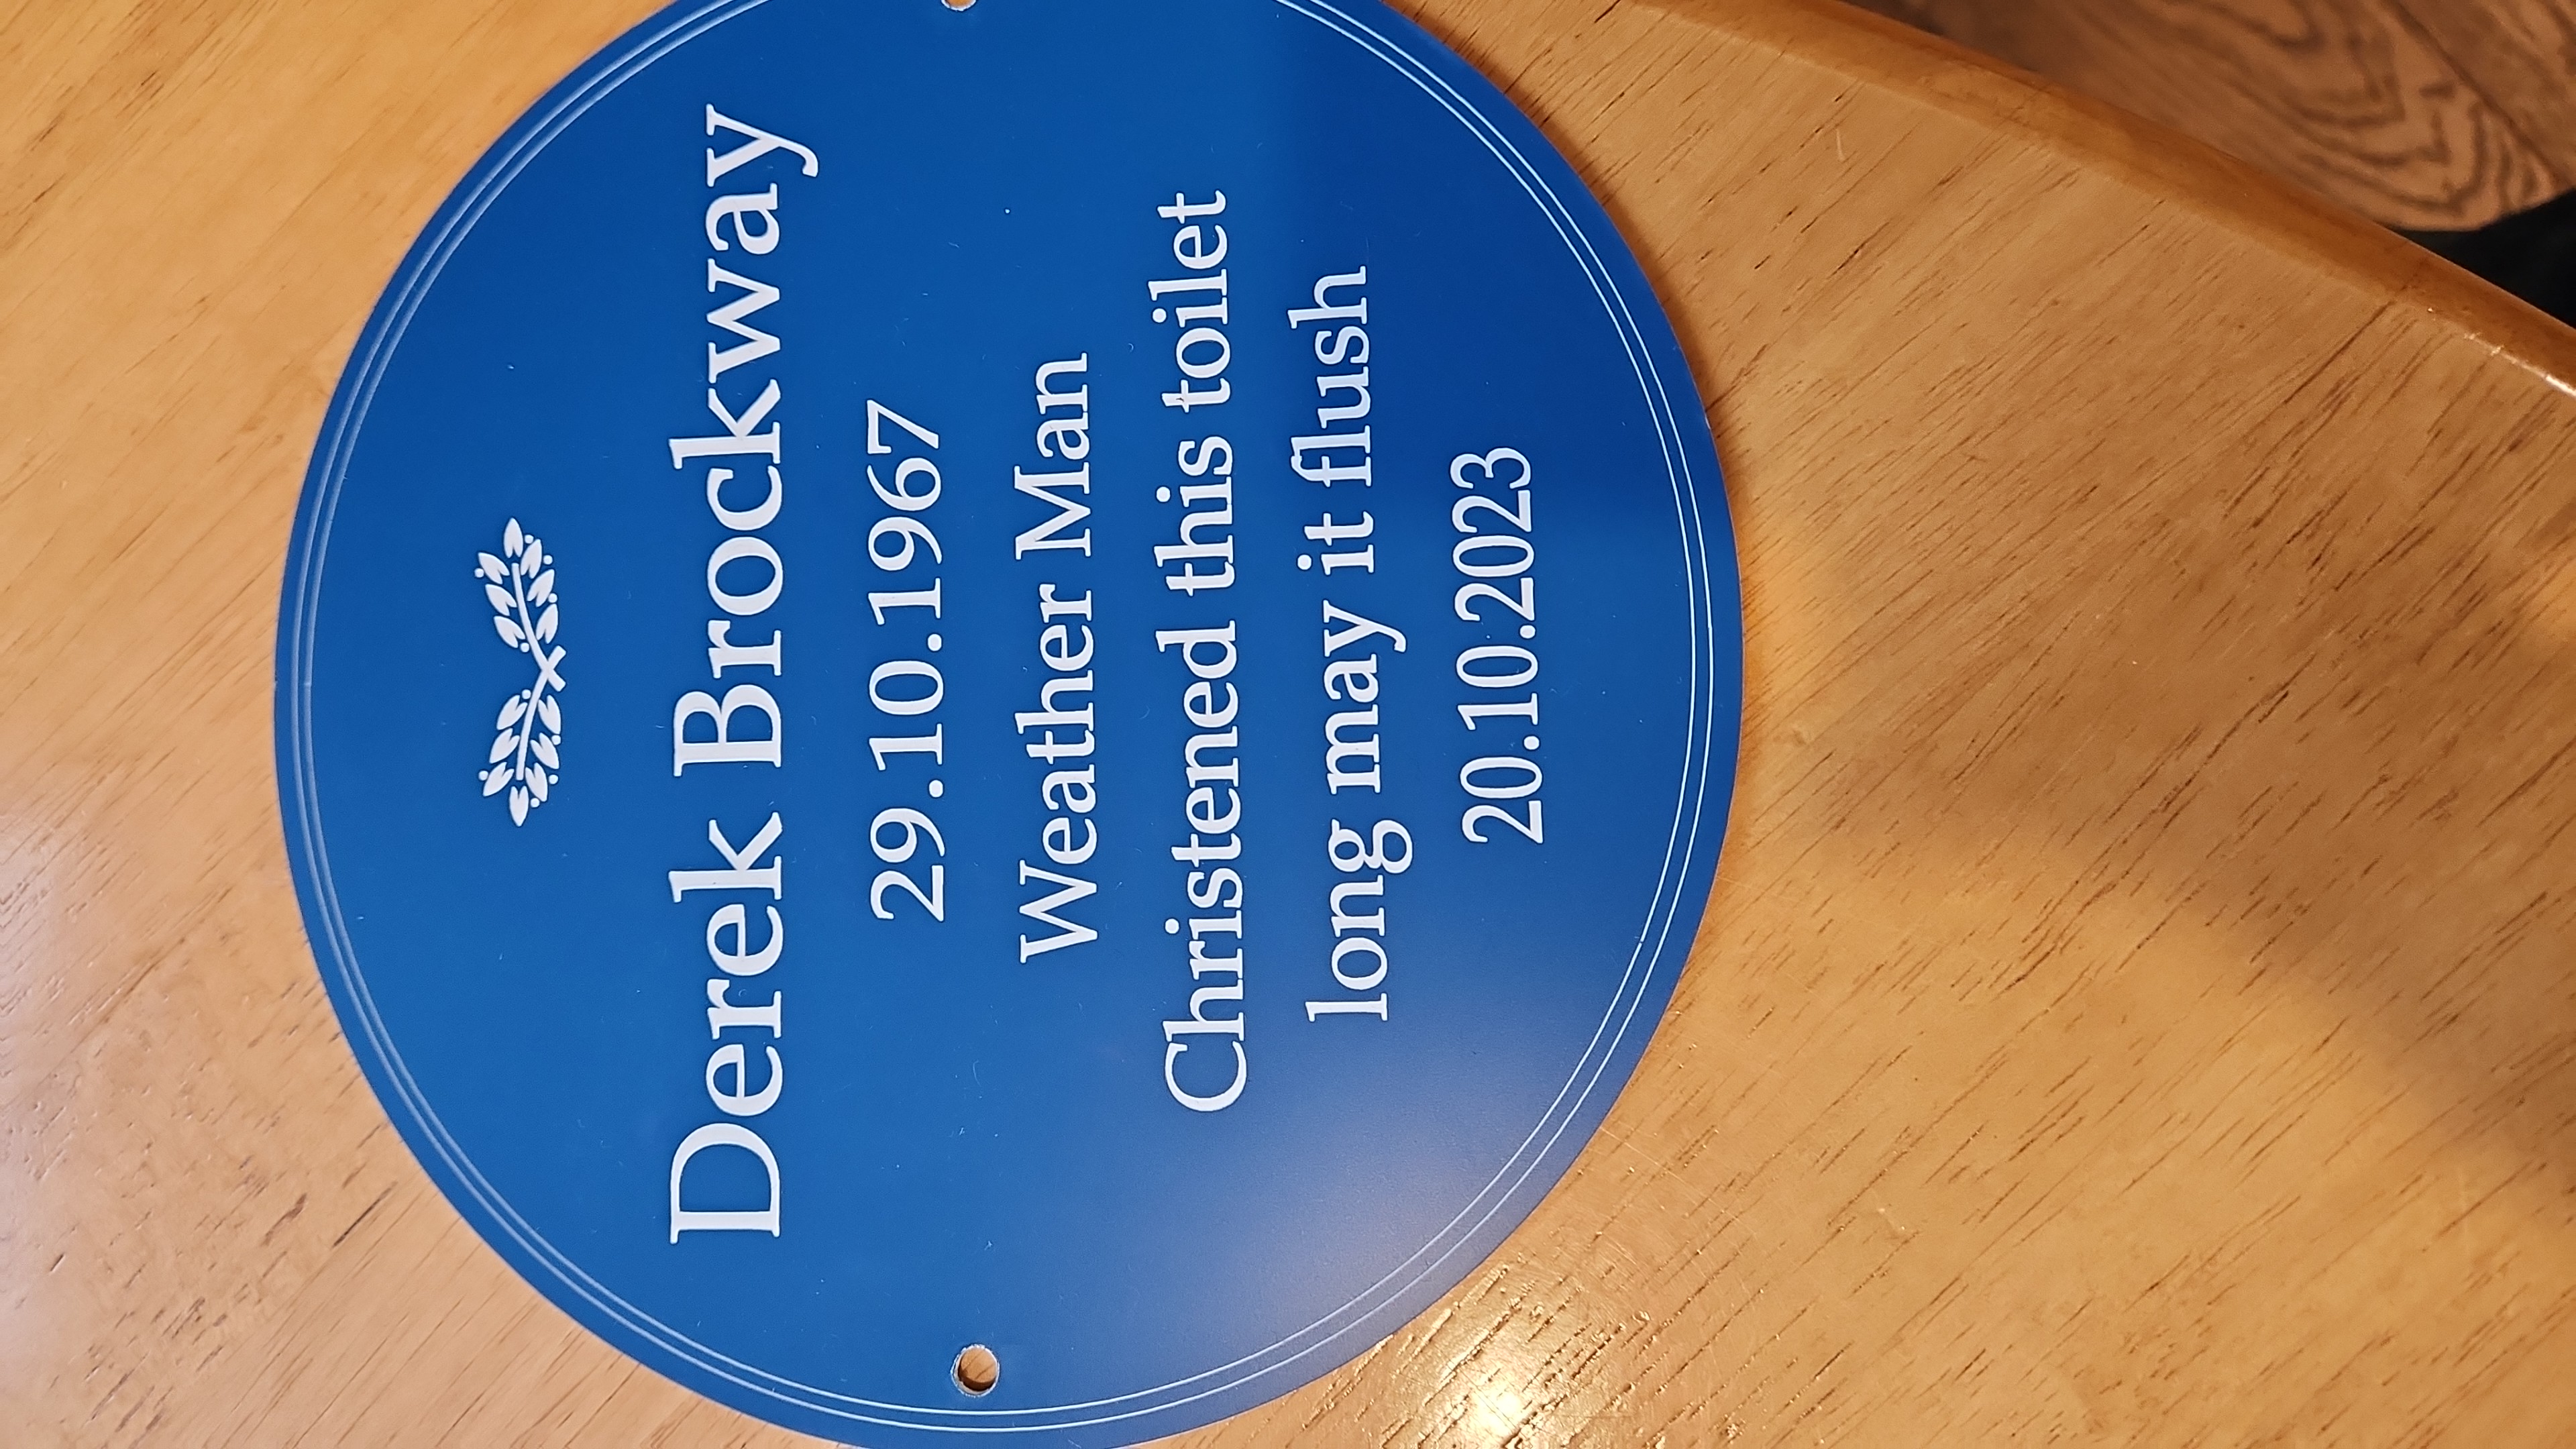 Derek Brockway
29.10.1967
Weather Man
Christened this toilet
long may it flush
20.10.2023